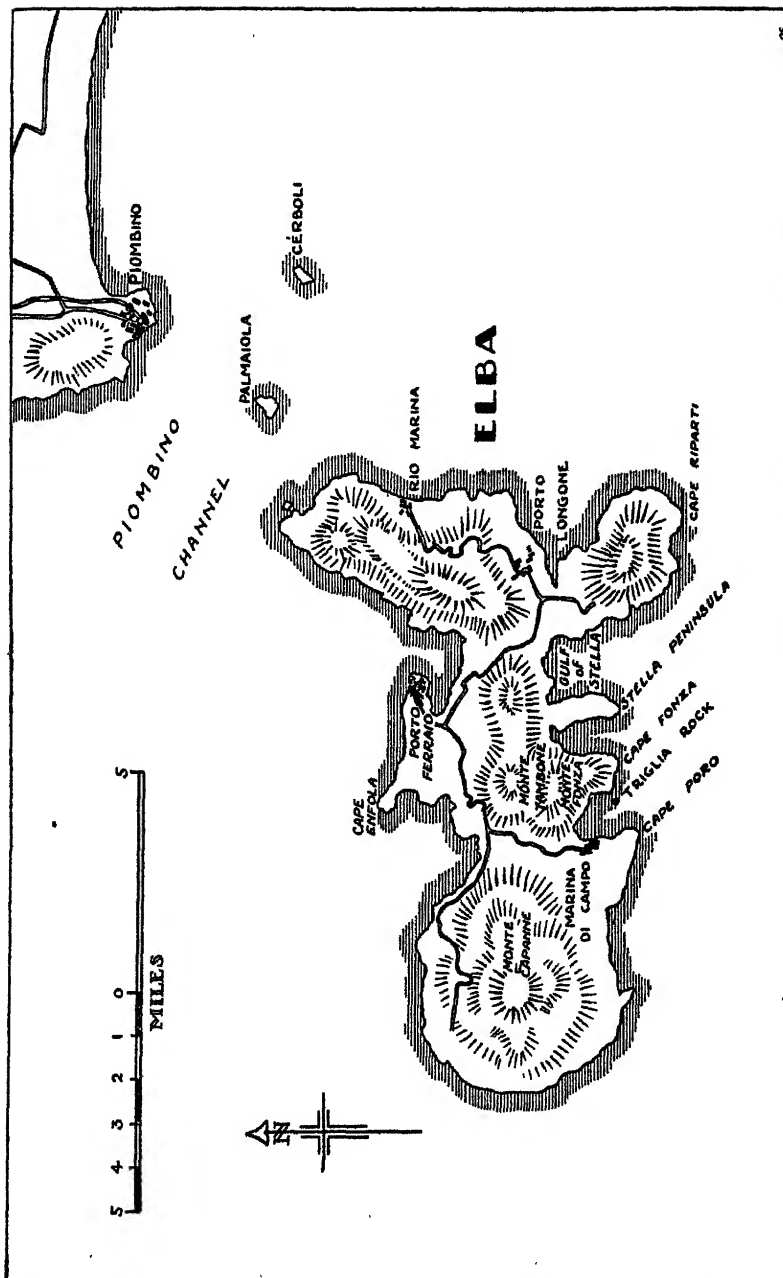 PIOMBINO
PIOMBINO
CHANNEL
PALMAIOLA
CÉRBOLI
ELBA
RIO MARINA
PORTO
LONGONE
CAPE RIPARTI
GULF
of
STELLA
STELLA PENINSULA
CAPE FONZA
TRIGLIA ROCK
CAPE PORO
PORTO
FERRAIO
CAPE
ENFOLA
MONTE
TAMBONE
MONTE
FONZA
MARINA
DI CAMPO
MONTE
CAPANNE
5 4 3 2 1 0 5
MILES
N